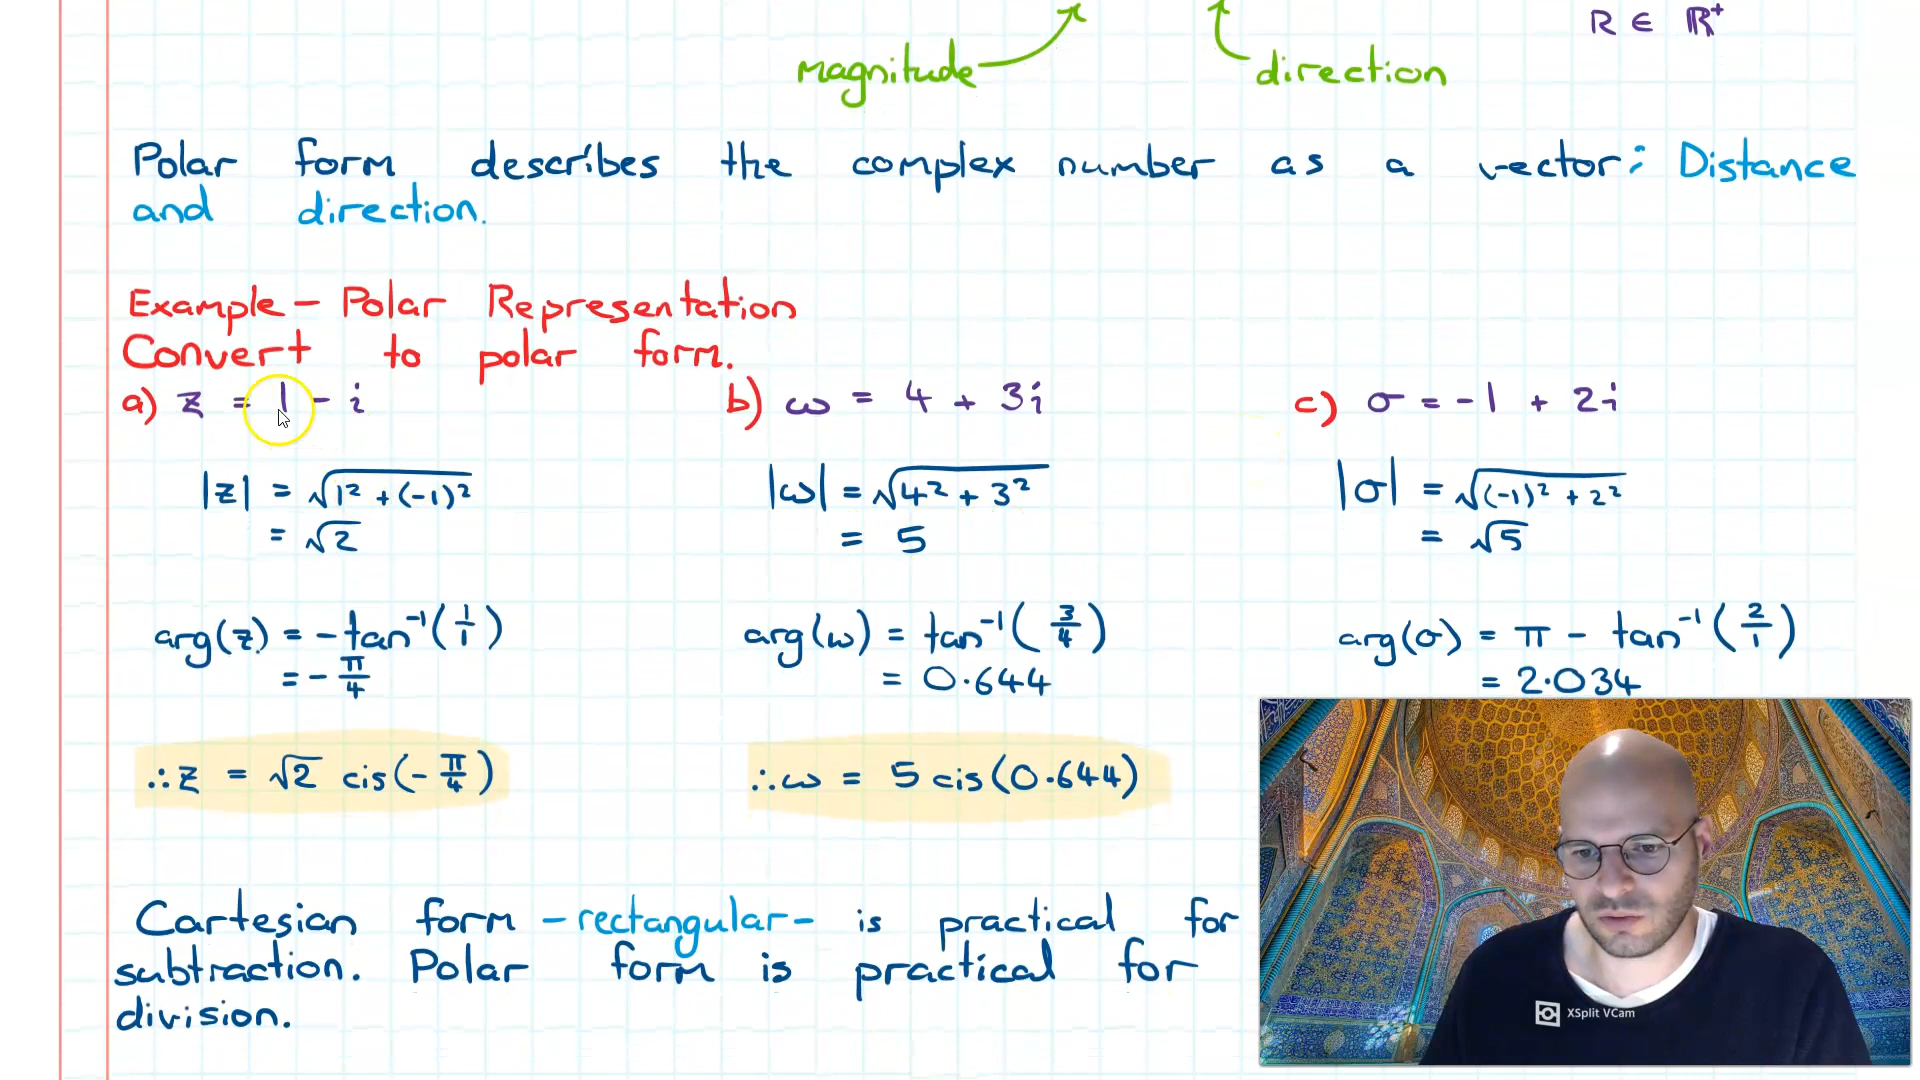 R ∈ ℝ⁺
magnitude
direction
Polar form describes the complex number as a vector: Distance
and direction.
Example - Polar Representation
Convert to polar form.
a) z = 1 - i
|z| = √(1² + (-1)²)
= √2
arg(z) = -tan⁻¹(1/1)
= -π/4
∴ z = √2 cis(-π/4)
b) ω = 4 + 3i
|ω| = √(4² + 3²)
= 5
arg(ω) = tan⁻¹(3/4)
= 0.644
∴ ω = 5 cis(0.644)
c) σ = -1 + 2i
|σ| = √((-1)² + 2²)
= √5
arg(σ) = π - tan⁻¹(2/1)
= 2.034
Cartesian form -rectangular- is practical for
subtraction. Polar form is practical for
division.
XSplit VCam